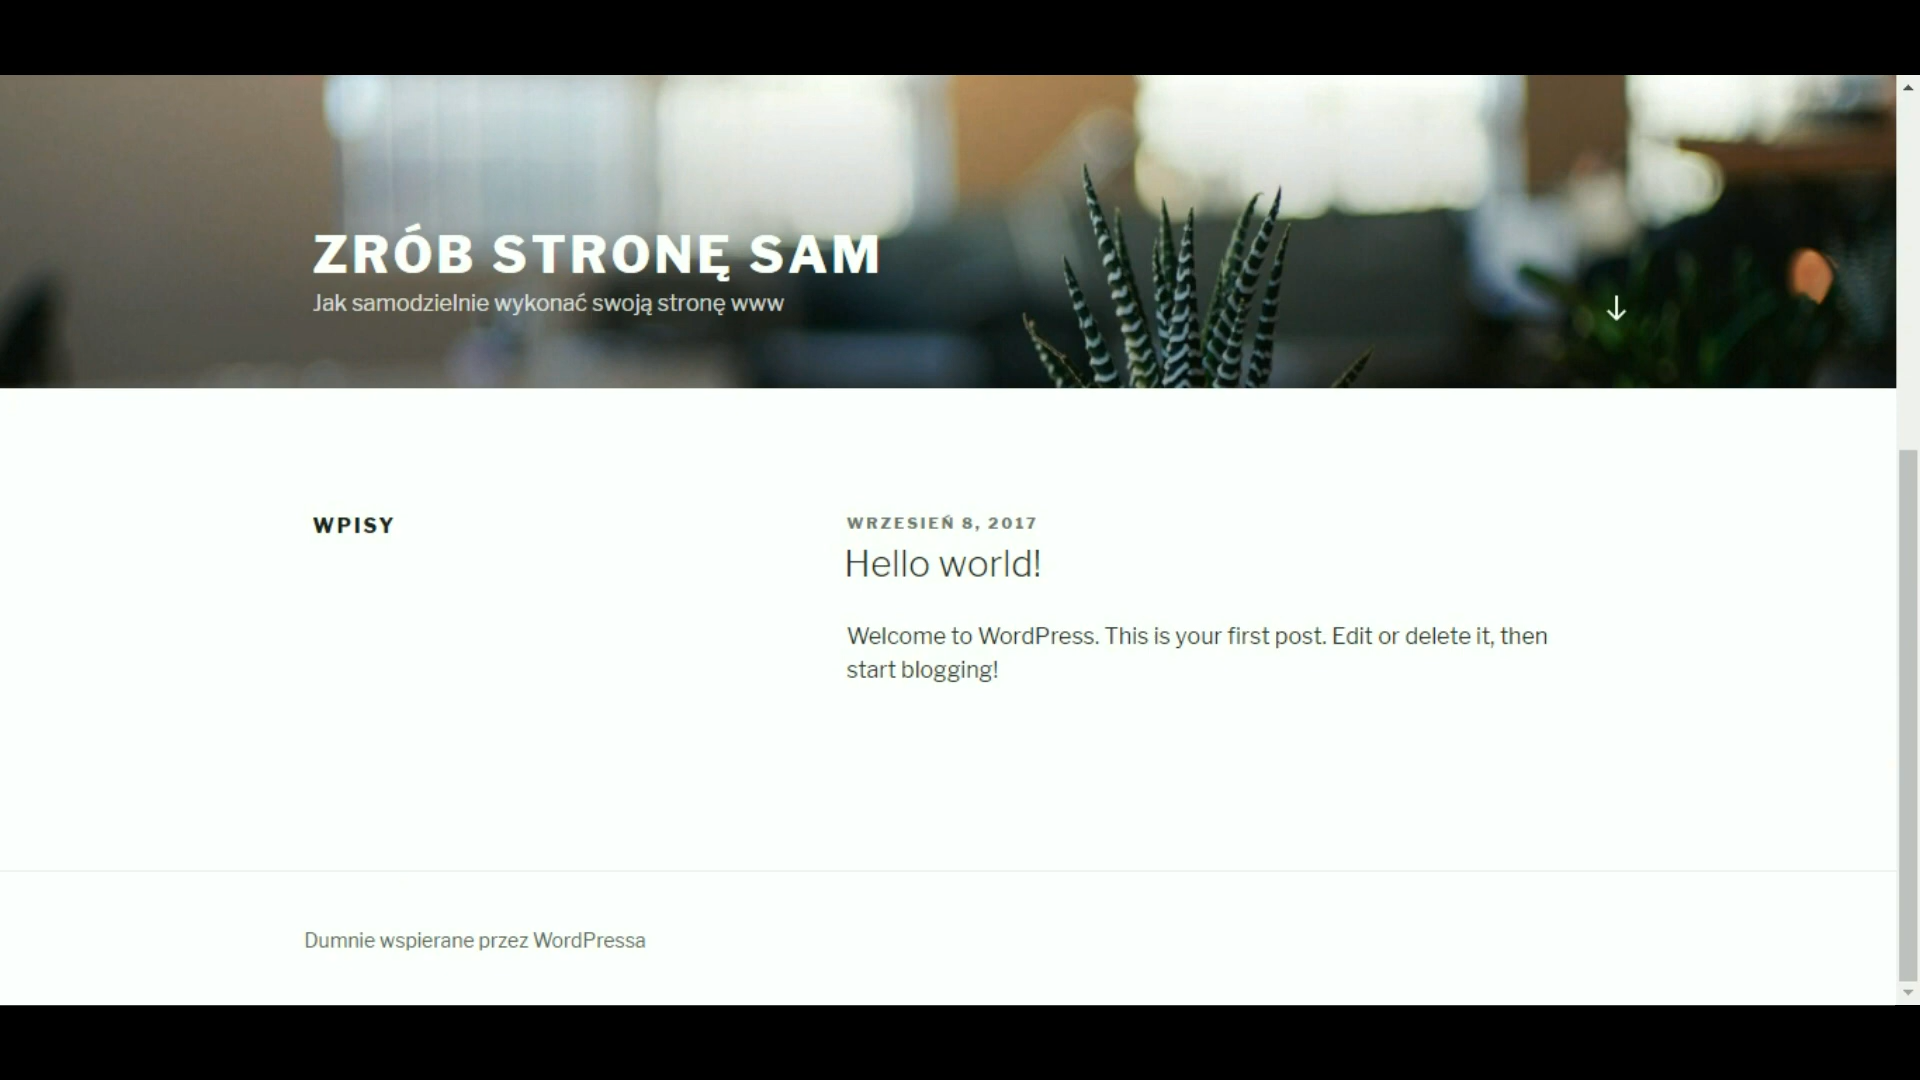 ZRÓB STRONĘ SAM
Jak samodzielnie wykonać swoją stronę www
WPISY
WRZESIEŃ 8, 2017
Hello world!
Welcome to WordPress. This is your first post. Edit or delete it, then
start blogging!
Dumnie wspierane przez WordPressa